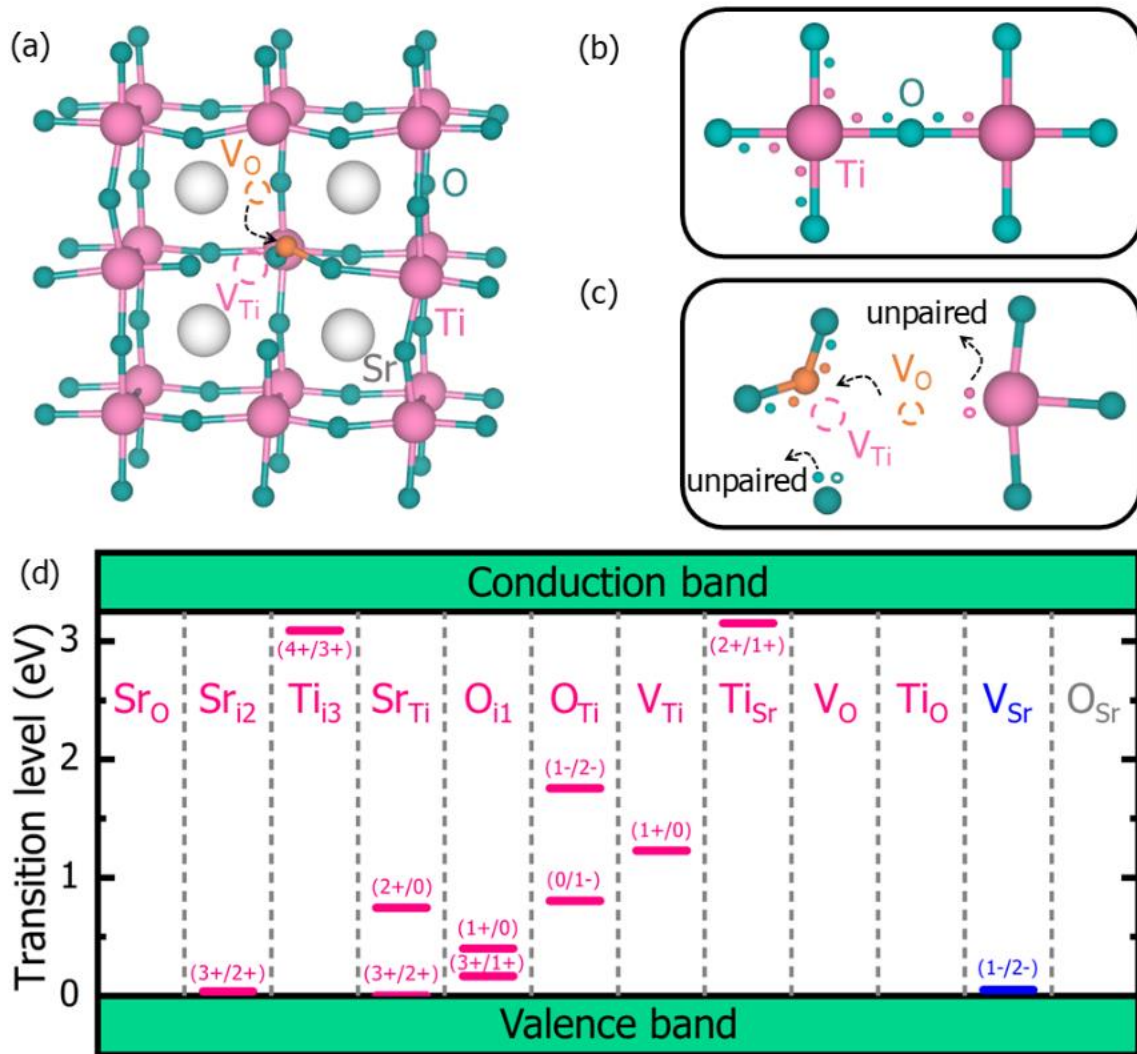 (a)
V_O
O
V_Ti
Ti
Sr
(b)
O
Ti
(c)
unpaired
V_O
V_Ti
unpaired
(d)
Conduction band
Transition level (eV)
3
2
1
0
(4+/3+)
(2+/1+)
Sr_O Sr_i2 Ti_i3 Sr_Ti O_i1 O_Ti V_Ti Ti_Sr V_O Ti_O V_Sr O_Sr
(1-/2-)
(1+/0)
(2+/0)
(0/1-)
(1+/0)
(3+/2+)
(3+/2+)
(3+/1+)
(1-/2-)
Valence band